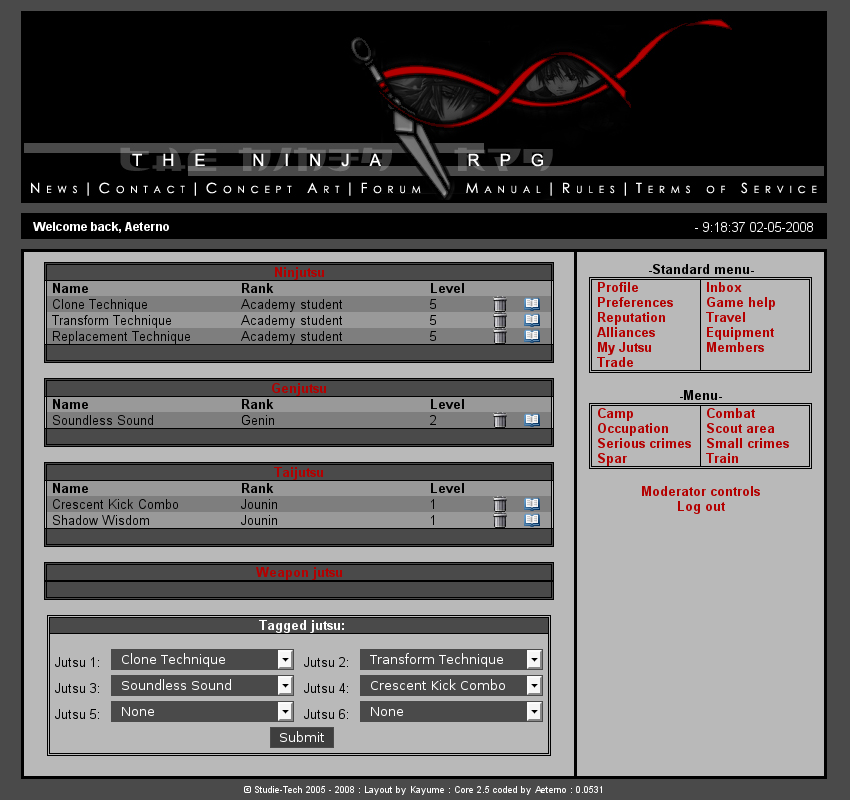 THE NINJA RPG
News|Contact|Concept Art|Forum Manual|Rules|Terms of Service
Welcome back, Aeterno - 9:18:37 02-05-2008
Ninjutsu
Name Rank Level
Clone Technique Academy student 5
Transform Technique Academy student 5
Replacement Technique Academy student 5
Genjutsu
Name Rank Level
Soundless Sound Genin 2
Taijutsu
Name Rank Level
Crescent Kick Combo Jounin 1
Shadow Wisdom Jounin 1
Weapon jutsu
Tagged jutsu:
Jutsu 1: Clone Technique Jutsu 2: Transform Technique
Jutsu 3: Soundless Sound Jutsu 4: Crescent Kick Combo
Jutsu 5: None Jutsu 6: None
Submit
-Standard menu-
Profile Inbox
Preferences Game help
Reputation Travel
Alliances Equipment
My Jutsu Members
Trade
-Menu-
Camp Combat
Occupation Scout area
Serious crimes Small crimes
Spar Train
Moderator controls
Log out
© Studie-Tech 2005 - 2008 : Layout by Kayume : Core 2.5 coded by Aeterno : 0.0531